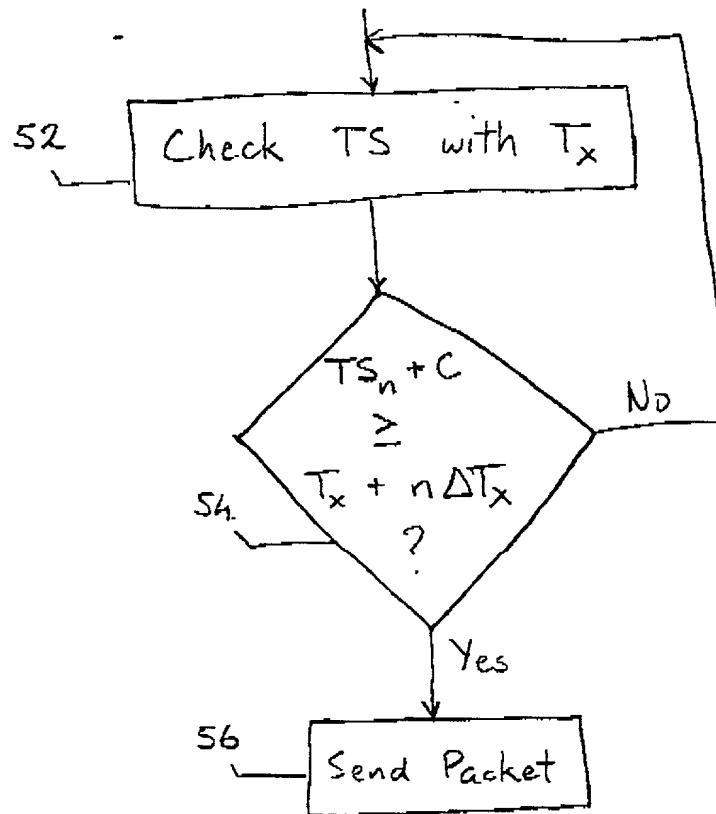 52
Check TS with Tx
TSn + C
≥
Tx + nΔTx
?
No
54
Yes
56
Send Packet